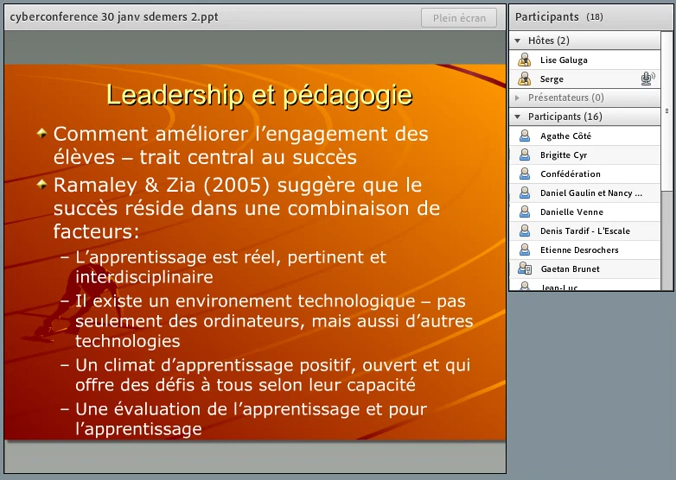 cyberconference 30 janv sdemers 2.ppt
Plein écran
Leadership et pédagogie
Comment améliorer l'engagement des
élèves – trait central au succès
Ramaley & Zia (2005) suggère que le
succès réside dans une combinaison de
facteurs:
– L'apprentissage est réel, pertinent et
interdisciplinaire
– Il existe un environement technologique – pas
seulement des ordinateurs, mais aussi d'autres
technologies
– Un climat d'apprentissage positif, ouvert et qui
offre des défis à tous selon leur capacité
– Une évaluation de l'apprentissage et pour
l'apprentissage
Participants (18)
Hôtes (2)
Lise Galuga
Serge
Présentateurs (0)
Participants (16)
Agathe Côté
Brigitte Cyr
Confédération
Daniel Gaulin et Nancy ...
Danielle Venne
Denis Tardif - L'Escale
Etienne Desrochers
Gaetan Brunet
Jean-Luc